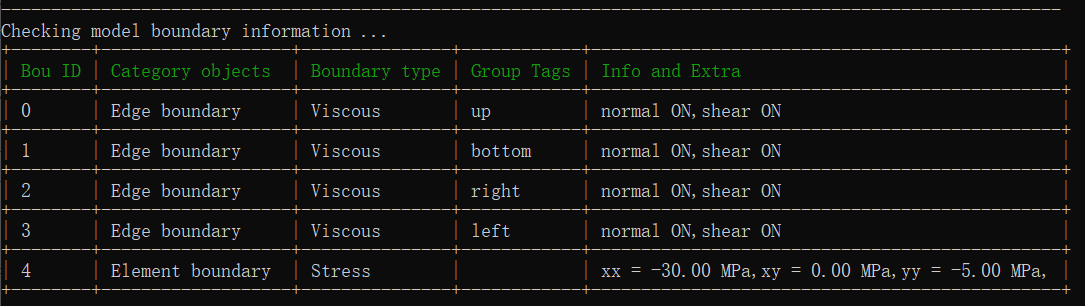 Checking model boundary information ...
Bou ID Category objects Boundary type Group Tags Info and Extra
0 Edge boundary Viscous up normal ON,shear ON
1 Edge boundary Viscous bottom normal ON,shear ON
2 Edge boundary Viscous right normal ON,shear ON
3 Edge boundary Viscous left normal ON,shear ON
4 Element boundary Stress xx = -30.00 MPa,xy = 0.00 MPa,yy = -5.00 MPa,